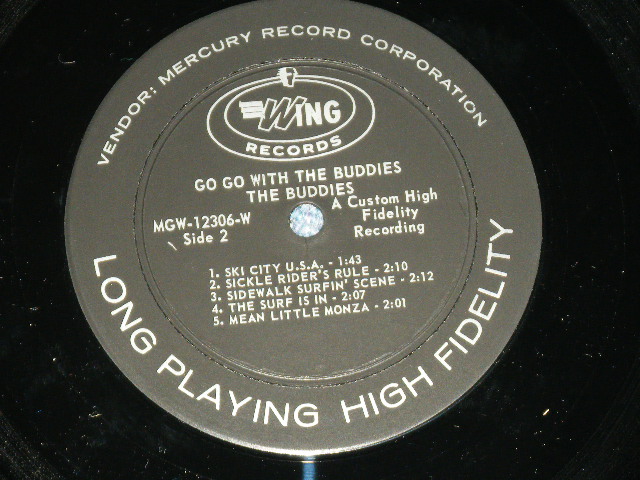 VENDOR: MERCURY RECORD CORPORATION
WING
RECORDS
GO GO WITH THE BUDDIES
THE BUDDIES
MGW-12306-W
Side 2
A Custom High
Fidelity
Recording
1. SKI CITY U.S.A. - 1:43
2. SICKLE RIDER'S RULE - 2:10
3. SIDEWALK SURFIN' SCENE - 2:12
4. THE SURF IS IN - 2:07
5. MEAN LITTLE MONZA - 2:01
LONG PLAYING HIGH FIDELITY